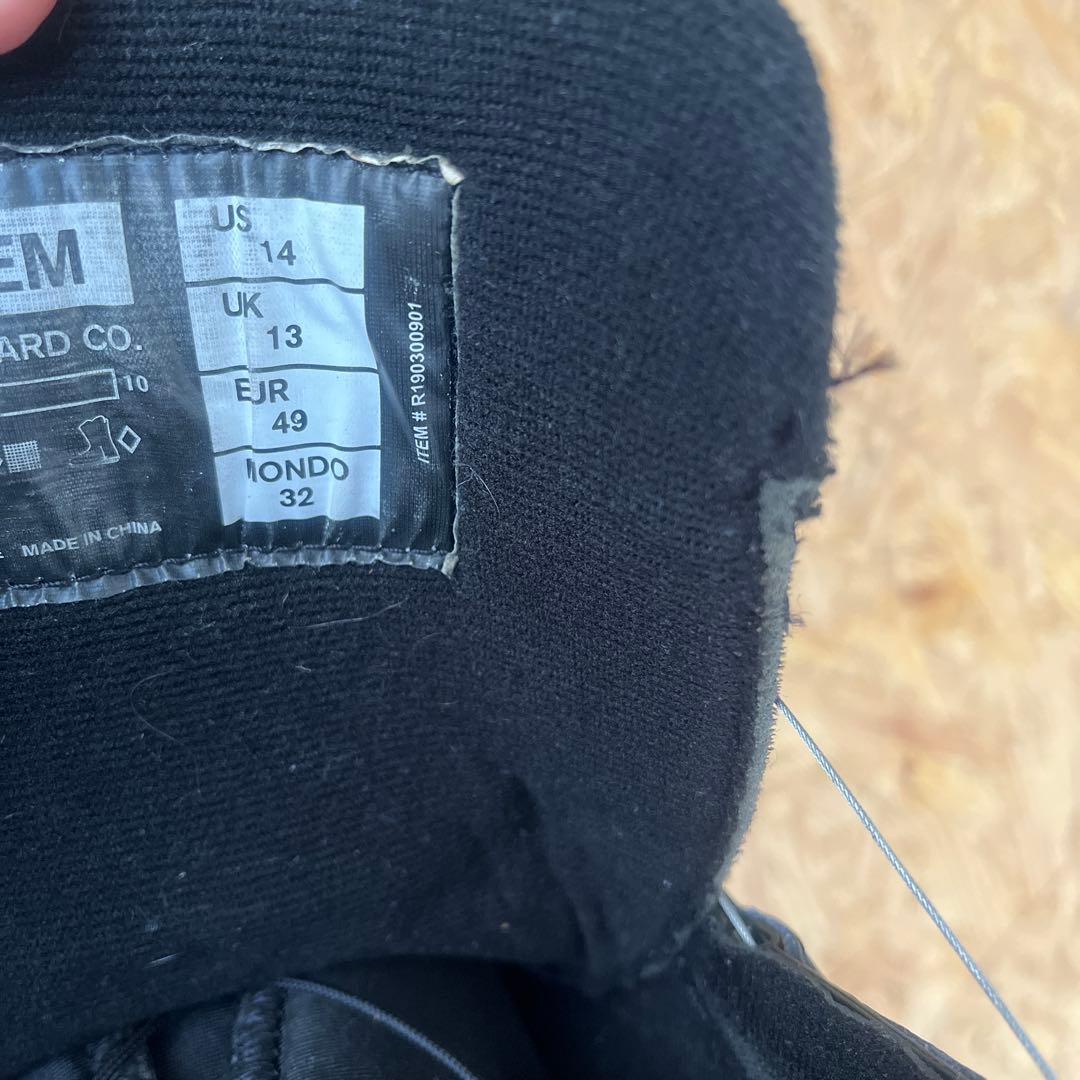 EM
ARD CO.
10
MADE IN CHINA
US
14
UK
13
EUR
49
MONDO
32
ITEM # R190300901